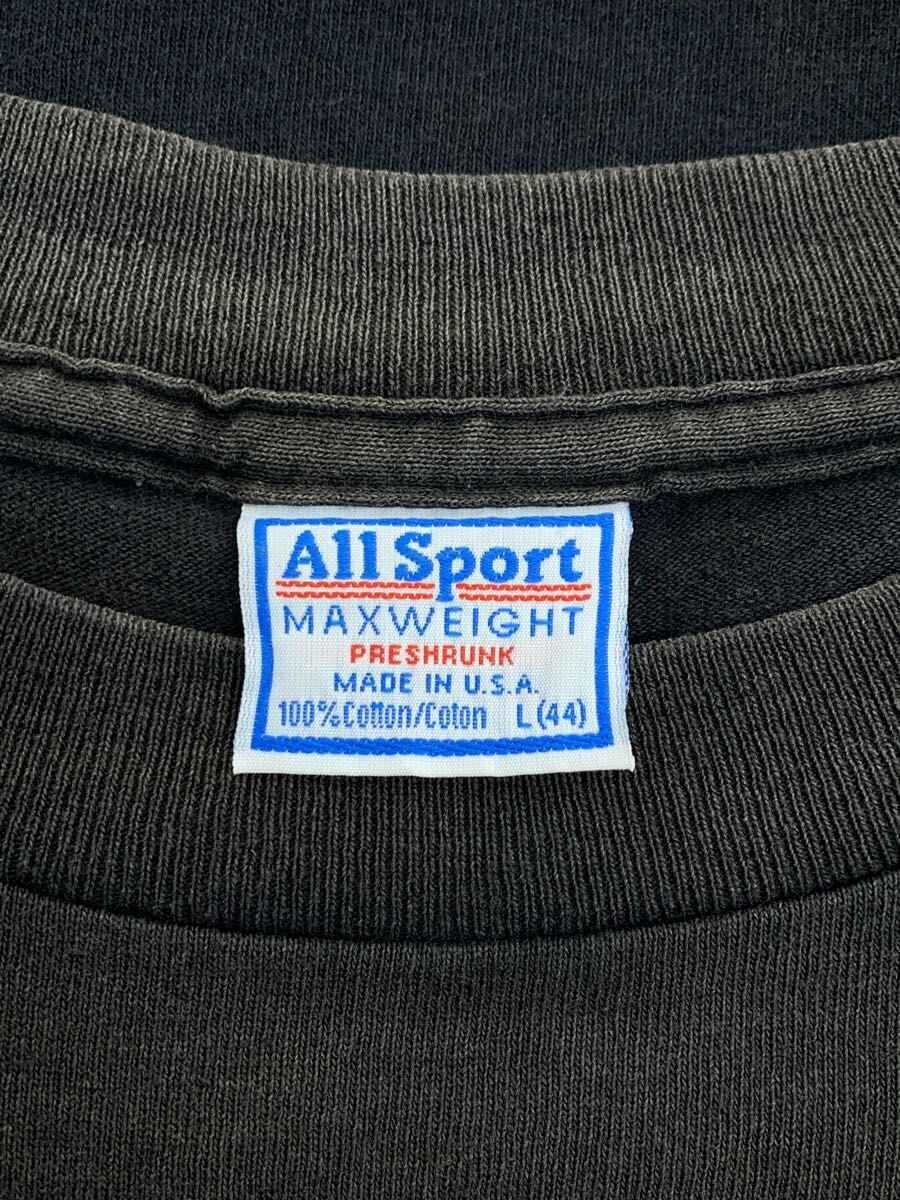 All Sport
MAXWEIGHT
PRESHRUNK
MADE IN U.S.A.
100% Cotton/Coton L (44)